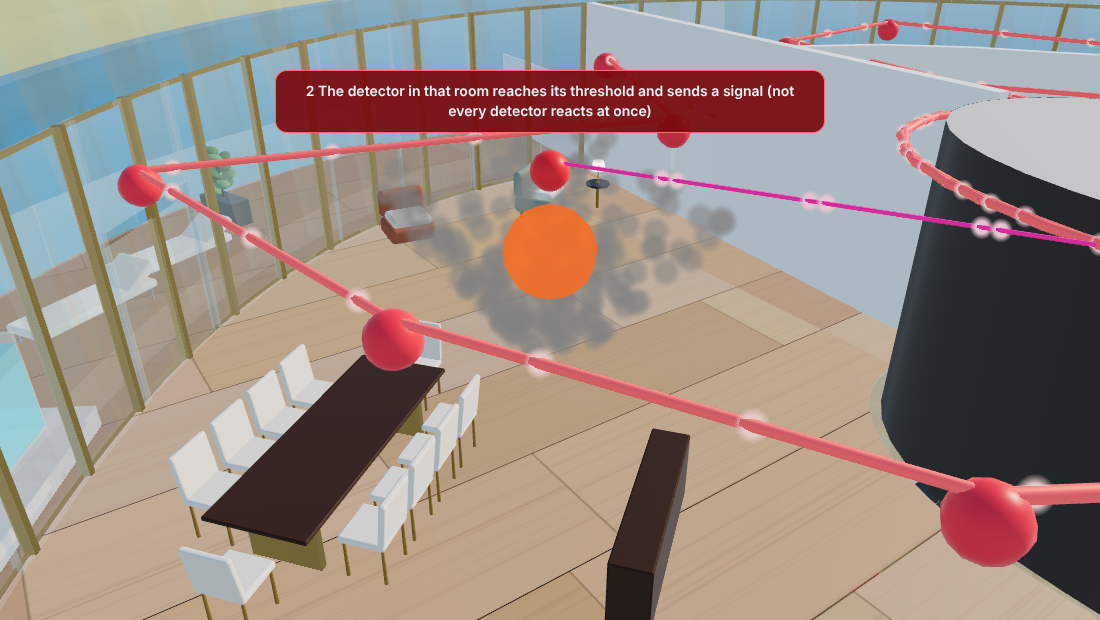 2 The detector in that room reaches its threshold and sends a signal (not
every detector reacts at once)